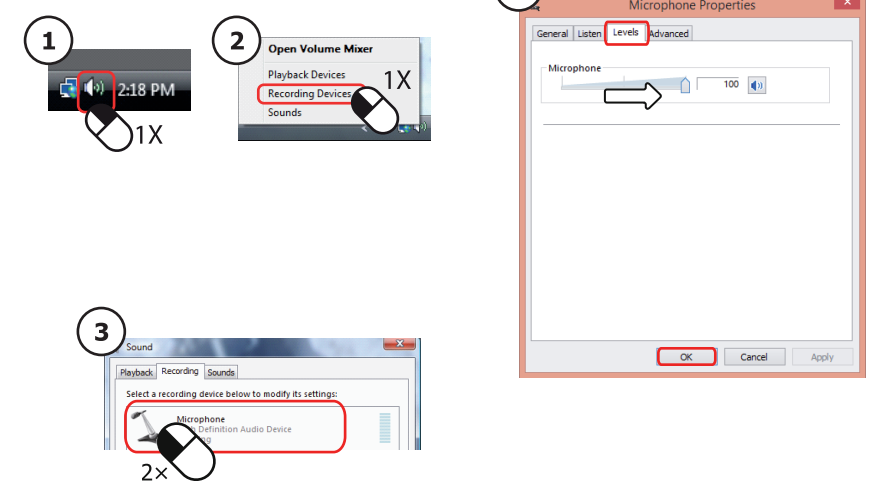 1
2:18 PM
1X
2
Open Volume Mixer
Playback Devices
Recording Devices
1X
Sounds
3
Sound
Playback Recording Sounds
Select a recording device below to modify its settings:
Microphone
Definition Audio Device
2×
Microphone Properties
General Listen Levels Advanced
Microphone
100
OK Cancel Apply